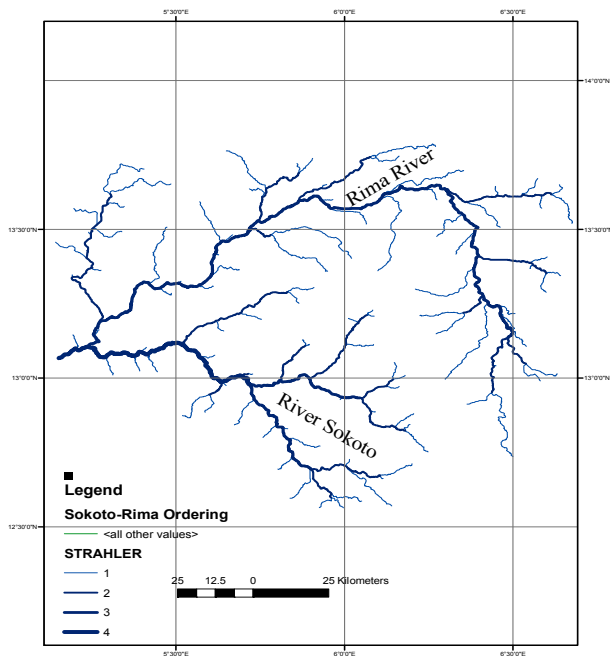 5°30'0"E 6°0'0"E 6°30'0"E
14°0'0"N
Rima River
13°30'0"N 13°30'0"N
13°0'0"N 13°0'0"N
River Sokoto
Legend
Sokoto-Rima Ordering
<all other values>
STRAHLER
1
2
3
4
25 12.5 0 25 Kilometers
12°30'0"N
5°30'0"E 6°0'0"E 6°30'0"E